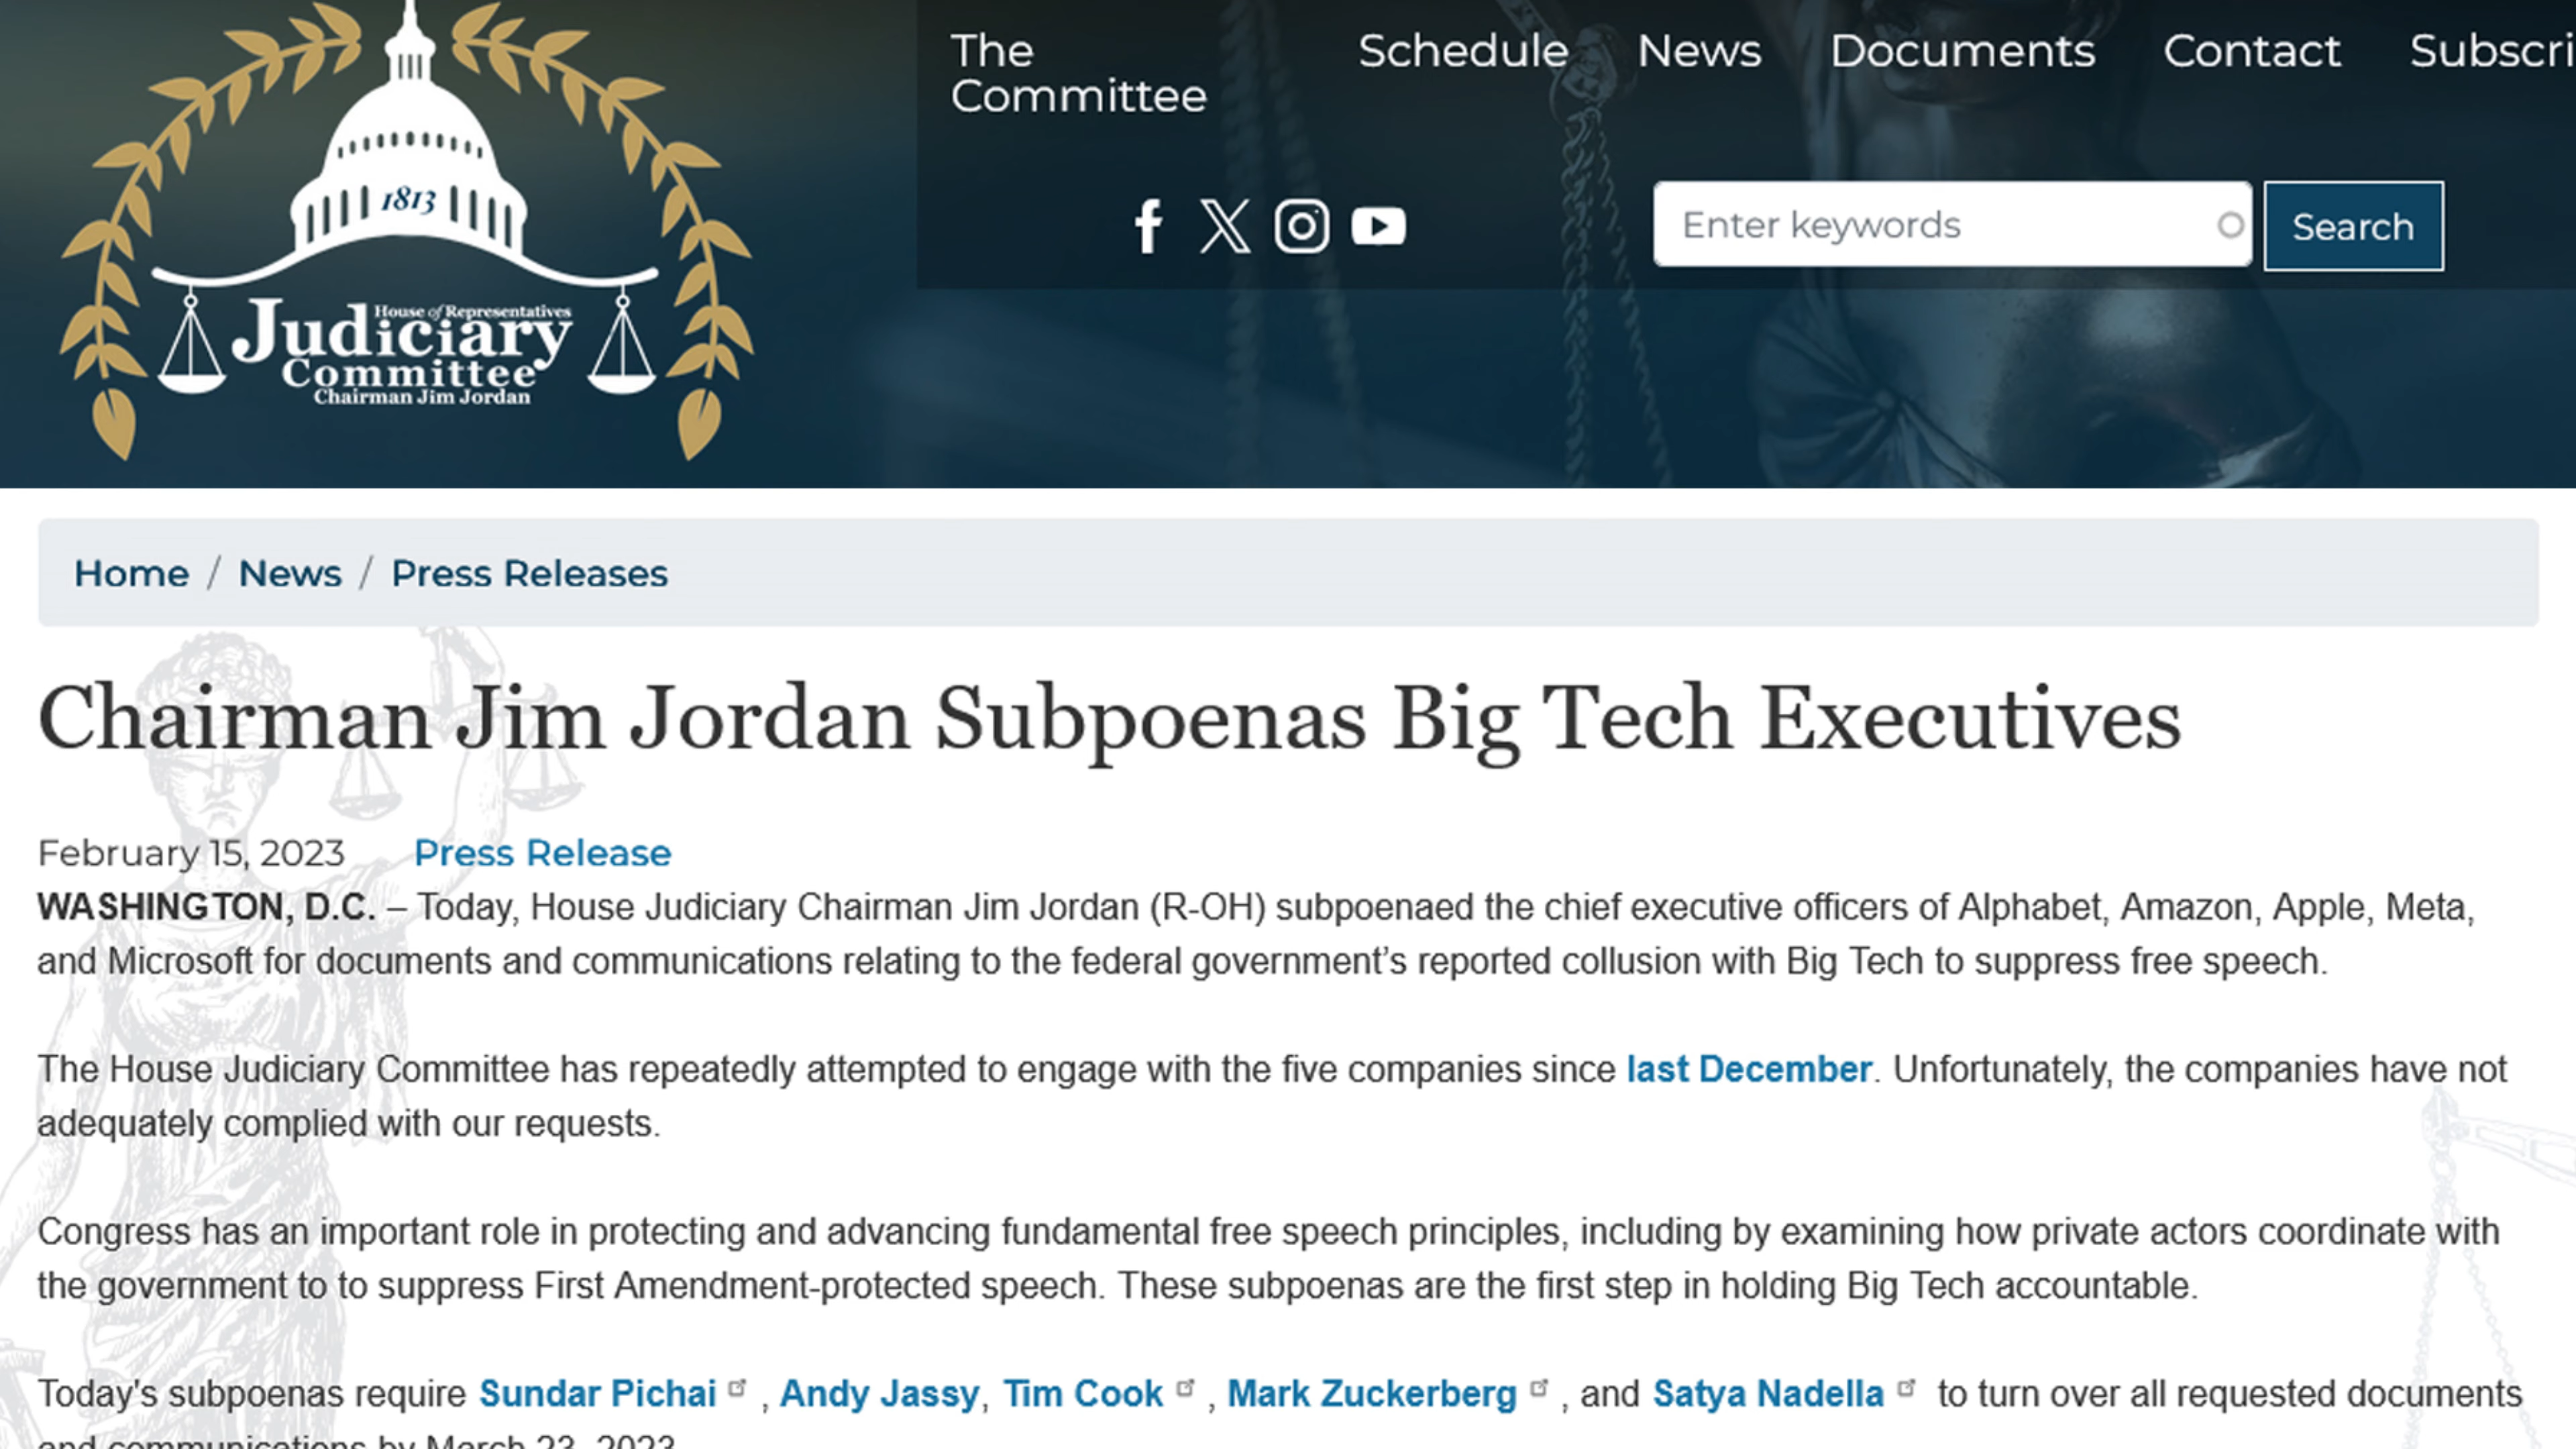 The
Committee
Schedule
News
Documents
Contact
Subscri
1813
House of Representatives
Judiciary
Committee
Chairman Jim Jordan
Enter keywords
Search
Home / News / Press Releases
Chairman Jim Jordan Subpoenas Big Tech Executives
February 15, 2023 Press Release
WASHINGTON, D.C. – Today, House Judiciary Chairman Jim Jordan (R-OH) subpoenaed the chief executive officers of Alphabet, Amazon, Apple, Meta,
and Microsoft for documents and communications relating to the federal government’s reported collusion with Big Tech to suppress free speech.
The House Judiciary Committee has repeatedly attempted to engage with the five companies since last December. Unfortunately, the companies have not
adequately complied with our requests.
Congress has an important role in protecting and advancing fundamental free speech principles, including by examining how private actors coordinate with
the government to to suppress First Amendment-protected speech. These subpoenas are the first step in holding Big Tech accountable.
Today's subpoenas require Sundar Pichai , Andy Jassy, Tim Cook , Mark Zuckerberg , and Satya Nadella to turn over all requested documents
and communications by March 23, 2023